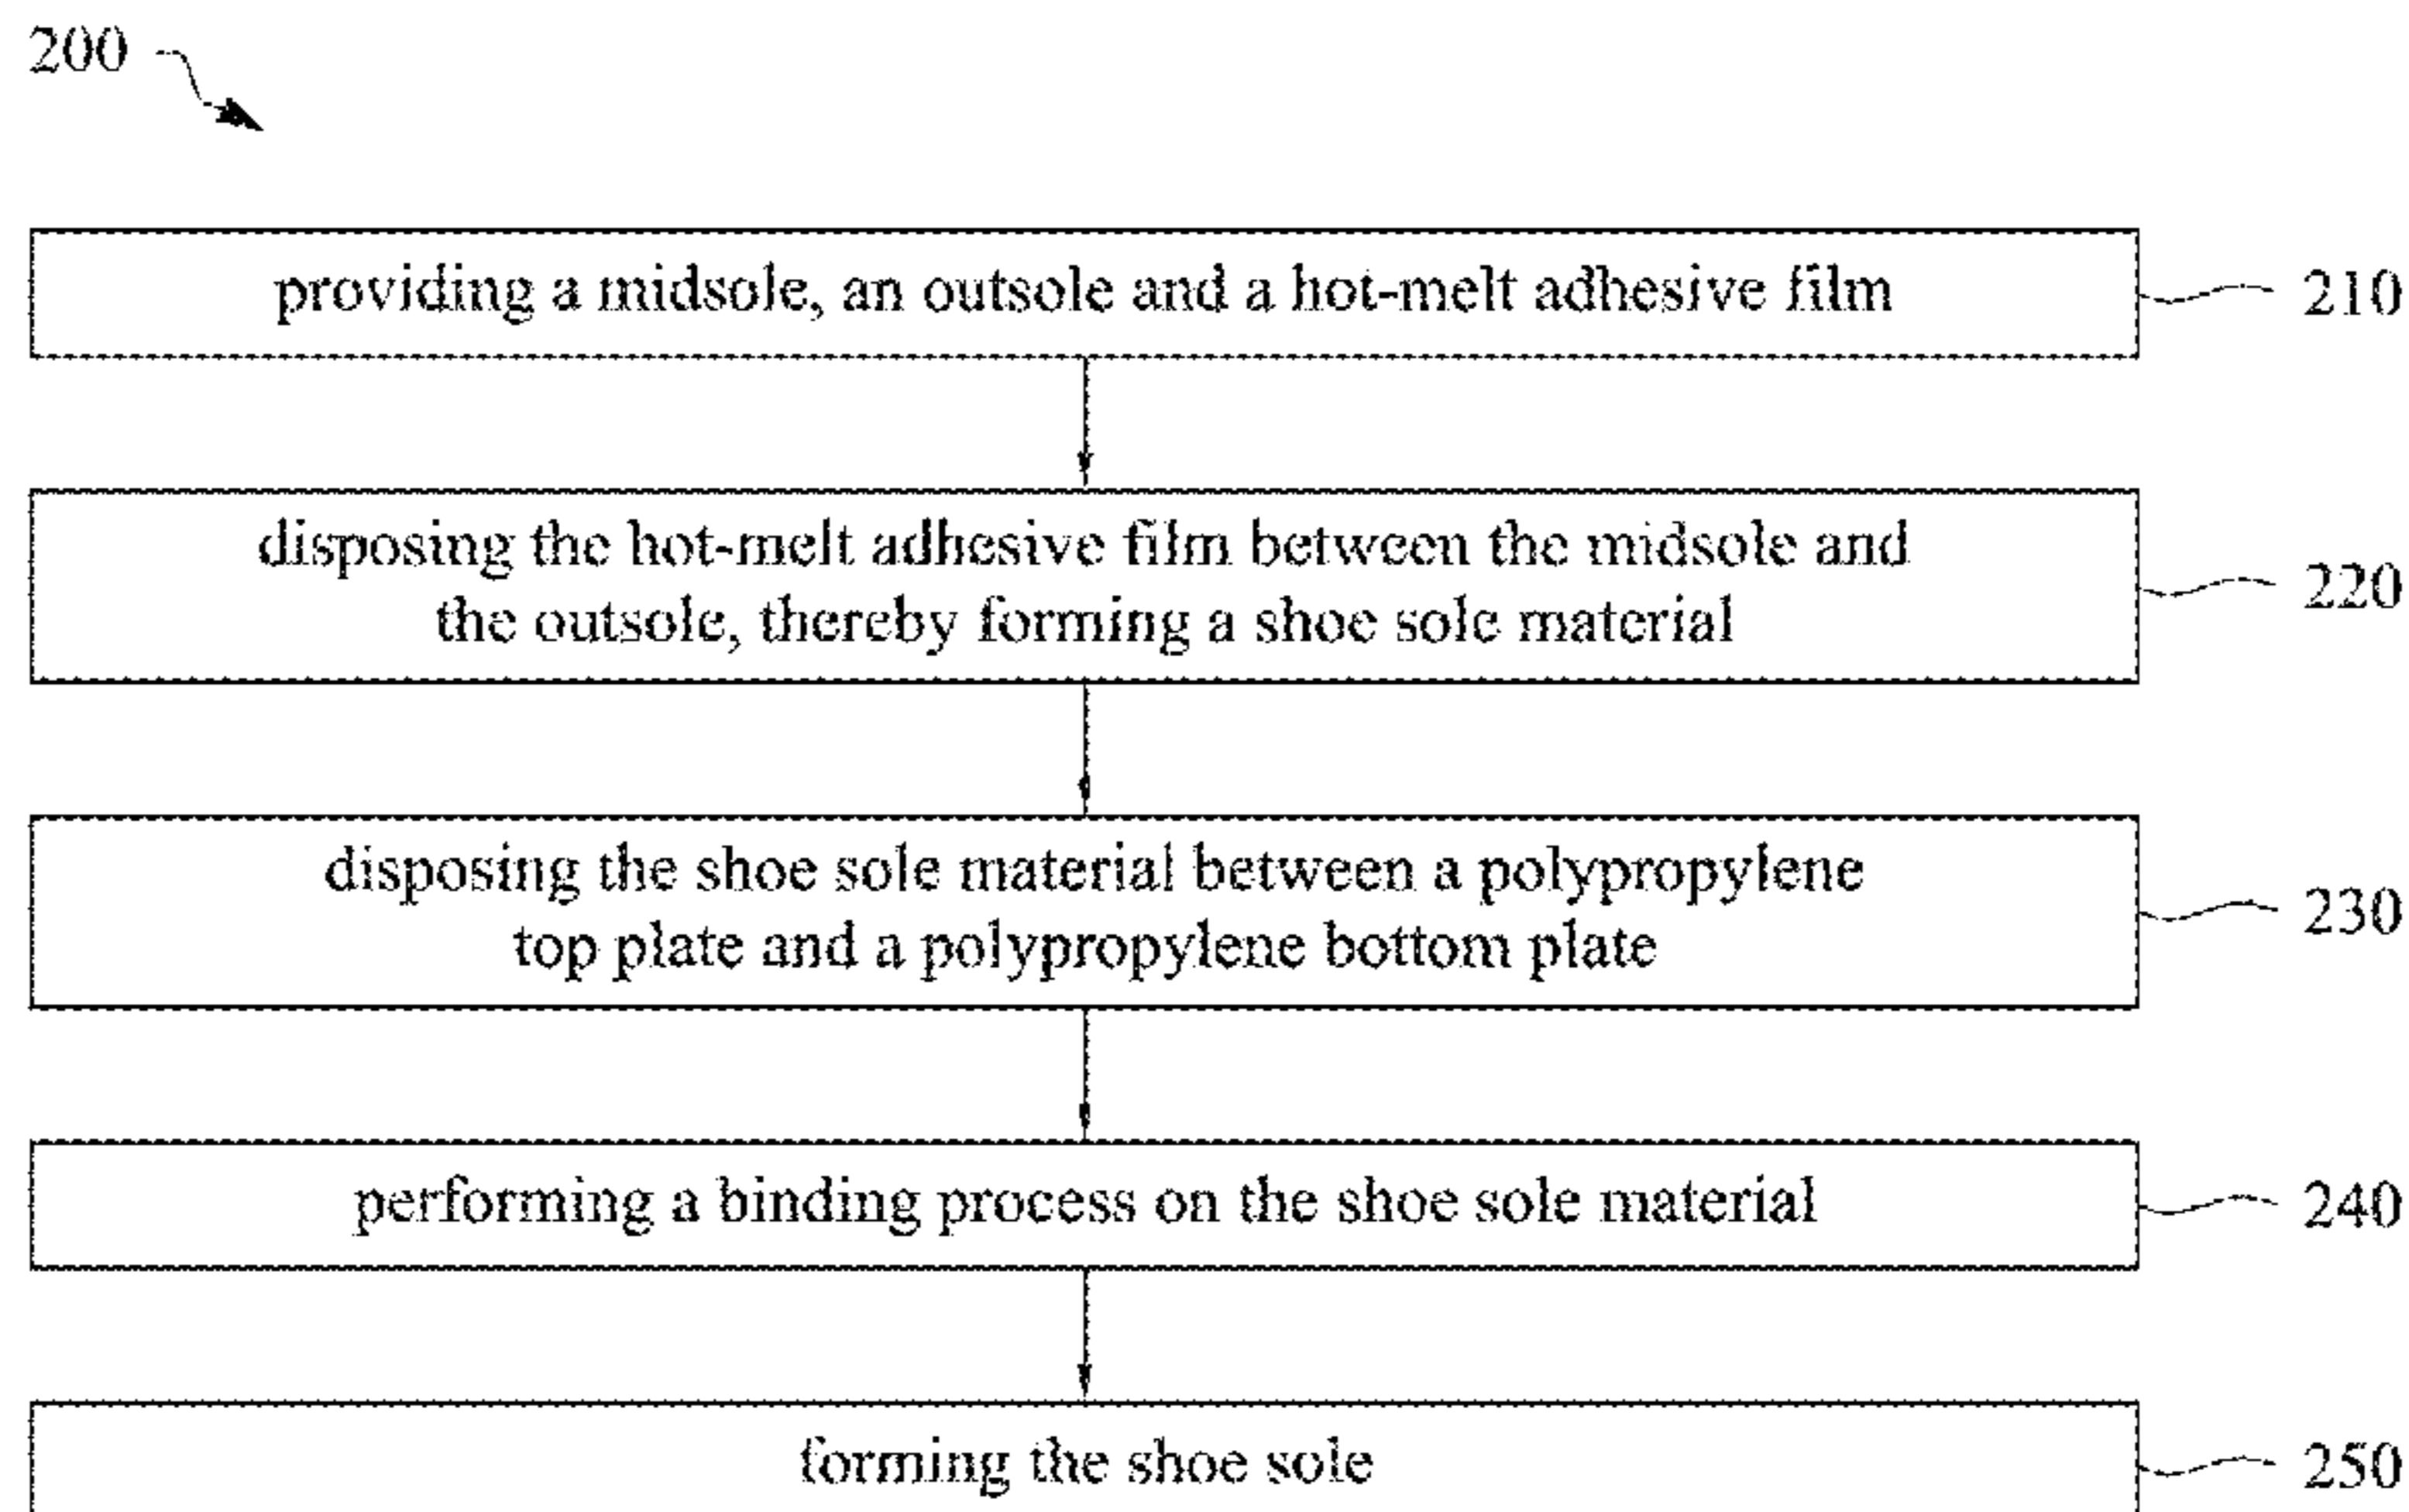 200
providing a midsole, an outsole and a hot-melt adhesive film
210
disposing the hot-melt adhesive film between the midsole and
the outsole, thereby forming a shoe sole material
220
disposing the shoe sole material between a polypropylene
top plate and a polypropylene bottom plate
230
performing a binding process on the shoe sole material
240
forming the shoe sole
250